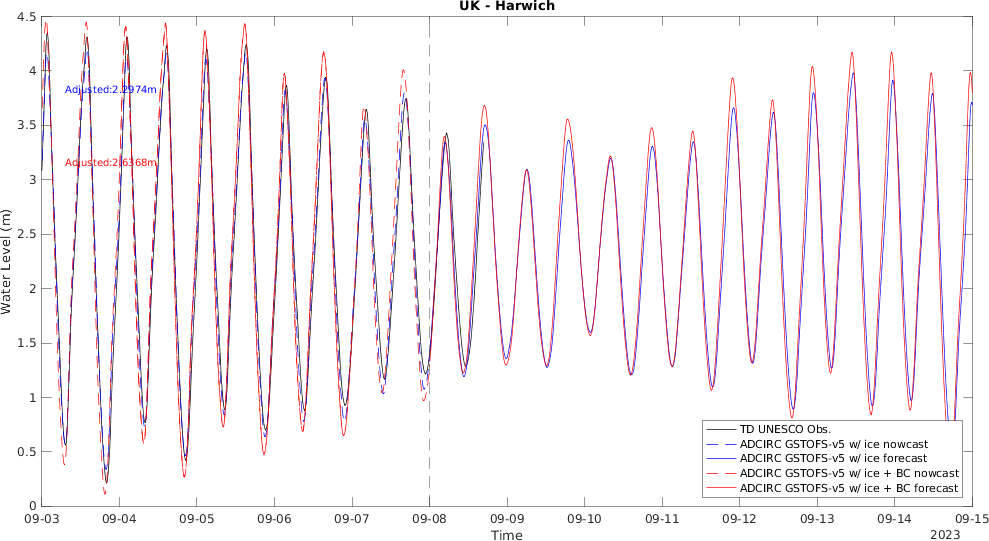 UK - Harwich
4.5
4
3.5
3
2.5
2
1.5
1
0.5
0
Water Level (m)
Adjusted:2.2974m
Adjusted:2.6368m
TD UNESCO Obs.
ADCIRC GSTOFS-v5 w/ ice nowcast
ADCIRC GSTOFS-v5 w/ ice forecast
ADCIRC GSTOFS-v5 w/ ice + BC nowcast
ADCIRC GSTOFS-v5 w/ ice + BC forecast
09-03 09-04 09-05 09-06 09-07 09-08 09-09 09-10 09-11 09-12 09-13 09-14 09-15
Time
2023